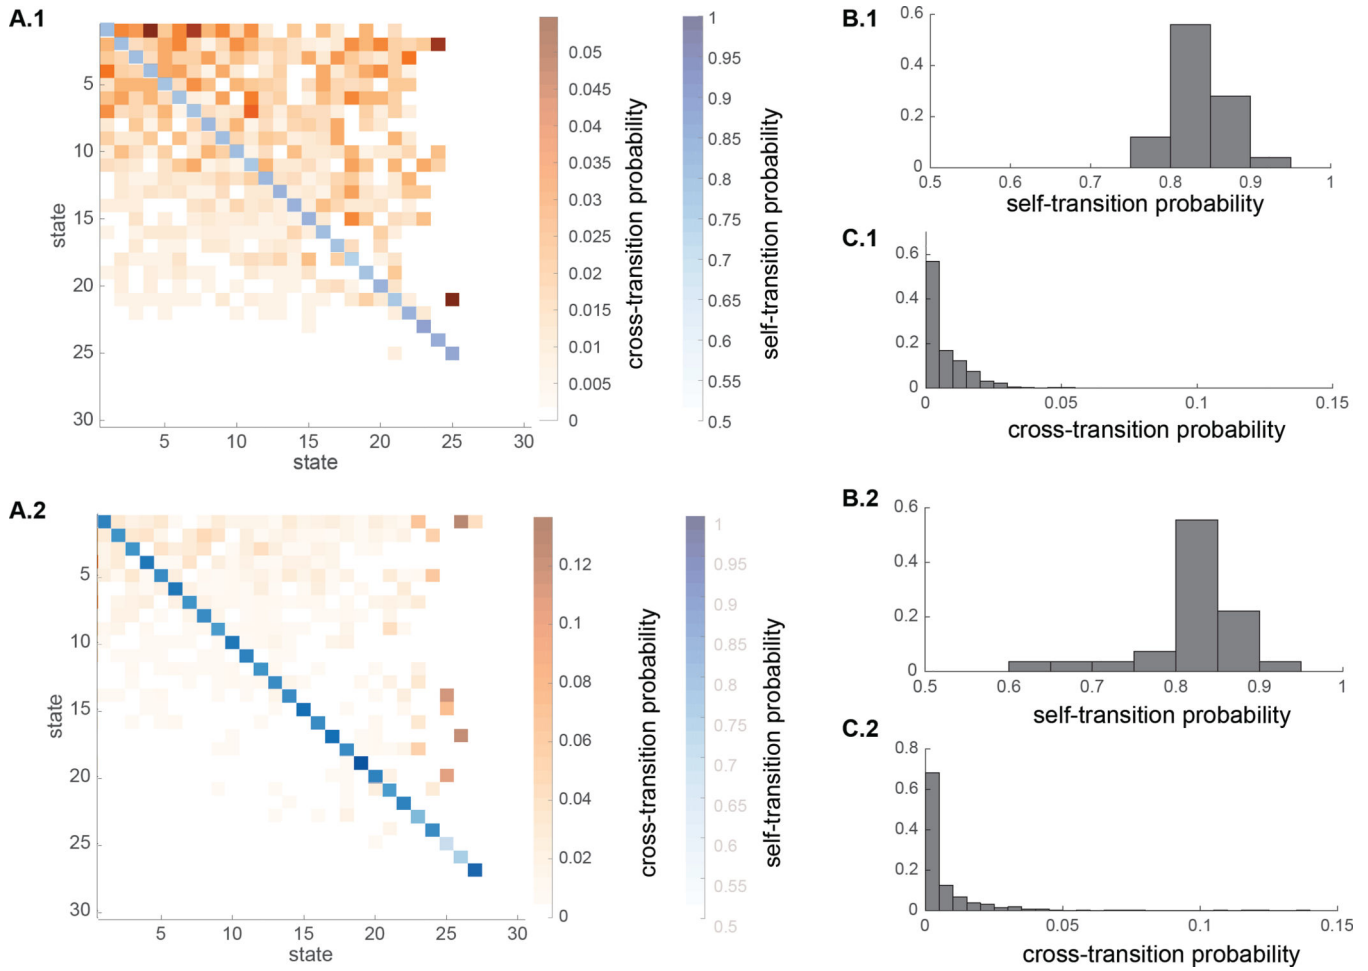 A.1
5
10
15
20
25
30
state
5 10 15 20 25 30
state
0.05
0.045
0.04
0.035
0.03
0.025
0.02
0.015
0.01
0.005
0
cross-transition probability
1
0.95
0.9
0.85
0.8
0.75
0.7
0.65
0.6
0.55
0.5
self-transition probability
B.1
0.6
0.4
0.2
0
0.5 0.6 0.7 0.8 0.9 1
self-transition probability
C.1
0.6
0.4
0.2
0
0 0.05 0.1 0.15
cross-transition probability
A.2
5
10
15
20
25
30
state
5 10 15 20 25 30
state
0.12
0.1
0.08
0.06
0.04
0.02
0
cross-transition probability
1
0.95
0.9
0.85
0.8
0.75
0.7
0.65
0.6
0.55
0.5
self-transition probability
B.2
0.6
0.4
0.2
0
0.5 0.6 0.7 0.8 0.9 1
self-transition probability
C.2
0.8
0.6
0.4
0.2
0
0 0.05 0.1 0.15
cross-transition probability